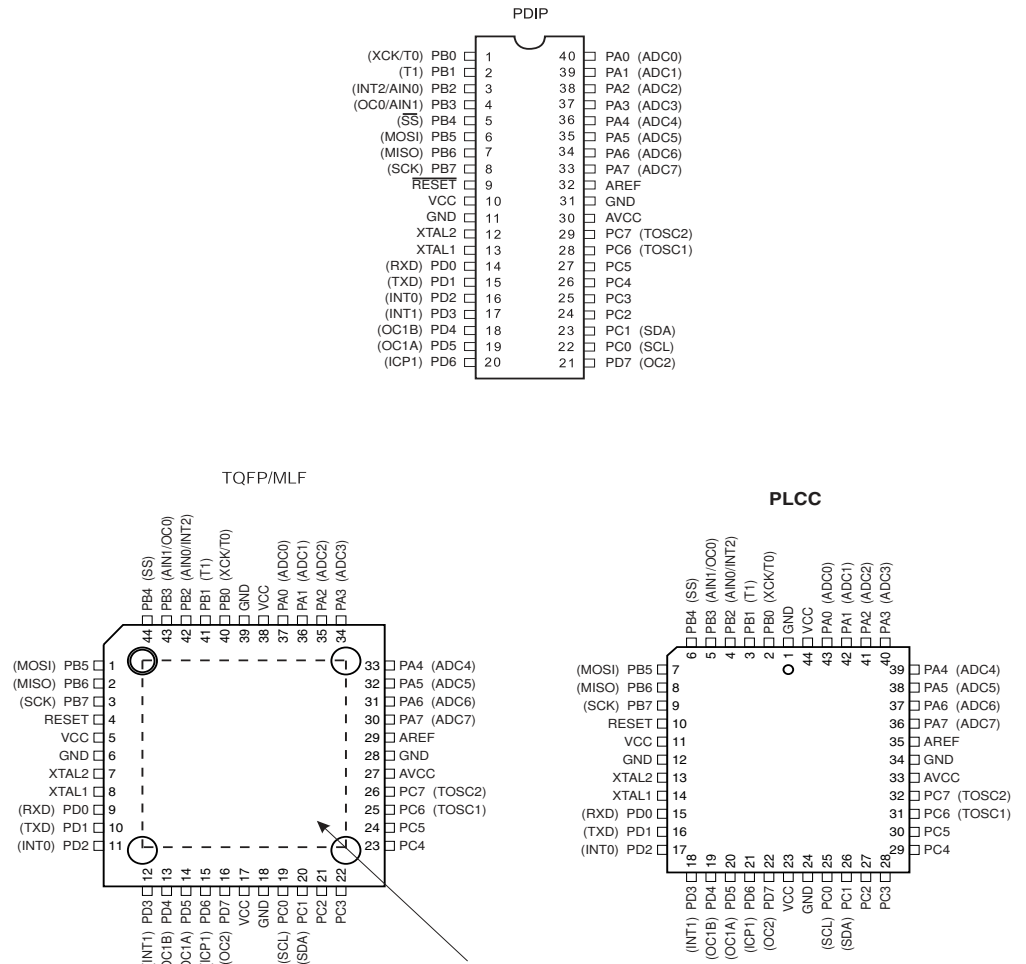 PDIP
(XCK/T0) PB0 1 40 PA0 (ADC0)
(T1) PB1 2 39 PA1 (ADC1)
(INT2/AIN0) PB2 3 38 PA2 (ADC2)
(OC0/AIN1) PB3 4 37 PA3 (ADC3)
(SS) PB4 5 36 PA4 (ADC4)
(MOSI) PB5 6 35 PA5 (ADC5)
(MISO) PB6 7 34 PA6 (ADC6)
(SCK) PB7 8 33 PA7 (ADC7)
RESET 9 32 AREF
VCC 10 31 GND
GND 11 30 AVCC
XTAL2 12 29 PC7 (TOSC2)
XTAL1 13 28 PC6 (TOSC1)
(RXD) PD0 14 27 PC5
(TXD) PD1 15 26 PC4
(INT0) PD2 16 25 PC3
(INT1) PD3 17 24 PC2
(OC1B) PD4 18 23 PC1 (SDA)
(OC1A) PD5 19 22 PC0 (SCL)
(ICP1) PD6 20 21 PD7 (OC2)
TQFP/MLF
44 PB4 (SS)
43 PB3 (AIN1/OC0)
42 PB2 (AIN0/INT2)
41 PB1 (T1)
40 PB0 (XCK/T0)
39 GND
38 VCC
37 PA0 (ADC0)
36 PA1 (ADC1)
35 PA2 (ADC2)
34 PA3 (ADC3)
(MOSI) PB5 1 33 PA4 (ADC4)
(MISO) PB6 2 32 PA5 (ADC5)
(SCK) PB7 3 31 PA6 (ADC6)
RESET 4 30 PA7 (ADC7)
VCC 5 29 AREF
GND 6 28 GND
XTAL2 7 27 AVCC
XTAL1 8 26 PC7 (TOSC2)
(RXD) PD0 9 25 PC6 (TOSC1)
(TXD) PD1 10 24 PC5
(INT0) PD2 11 23 PC4
(INT1) PD3 12
OC1B) PD4 13
OC1A) PD5 14
(ICP1) PD6 15
(OC2) PD7 16
VCC 17
GND 18
(SCL) PC0 19
(SDA) PC1 20
PC2 21
PC3 22
PLCC
6 PB4 (SS)
5 PB3 (AIN1/OC0)
4 PB2 (AIN0/INT2)
3 PB1 (T1)
2 PB0 (XCK/T0)
1 GND
44 VCC
43 PA0 (ADC0)
42 PA1 (ADC1)
41 PA2 (ADC2)
40 PA3 (ADC3)
(MOSI) PB5 7 39 PA4 (ADC4)
(MISO) PB6 8 38 PA5 (ADC5)
(SCK) PB7 9 37 PA6 (ADC6)
RESET 10 36 PA7 (ADC7)
VCC 11 35 AREF
GND 12 34 GND
XTAL2 13 33 AVCC
XTAL1 14 32 PC7 (TOSC2)
(RXD) PD0 15 31 PC6 (TOSC1)
(TXD) PD1 16 30 PC5
(INT0) PD2 17 29 PC4
(INT1) PD3 18
(OC1B) PD4 19
(OC1A) PD5 20
(ICP1) PD6 21
(OC2) PD7 22
VCC 23
GND 24
(SCL) PC0 25
(SDA) PC1 26
PC2 27
PC3 28